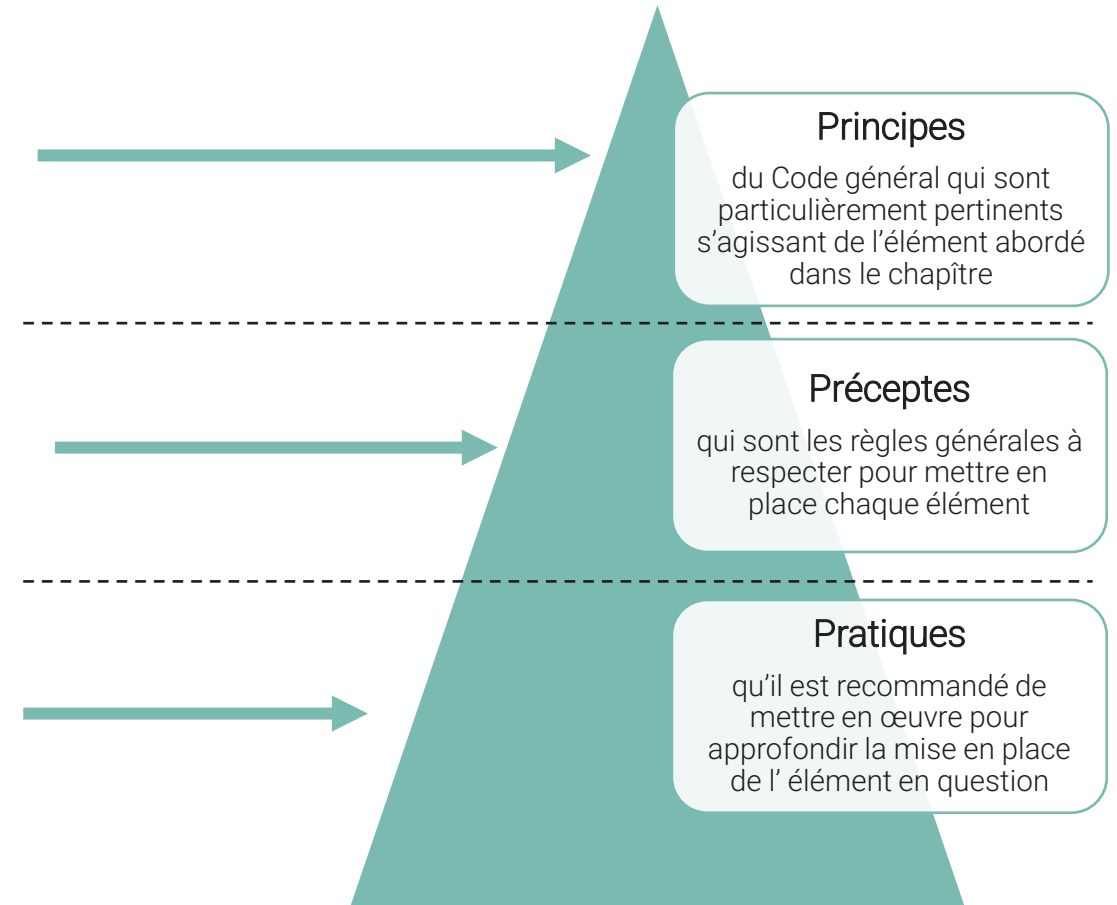 Principes
du Code général qui sont
particulièrement pertinents
s’agissant de l’élément abordé
dans le chapître
Préceptes
qui sont les règles générales à
respecter pour mettre en
place chaque élément
Pratiques
qu’il est recommandé de
mettre en œuvre pour
approfondir la mise en place
de l’ élément en question